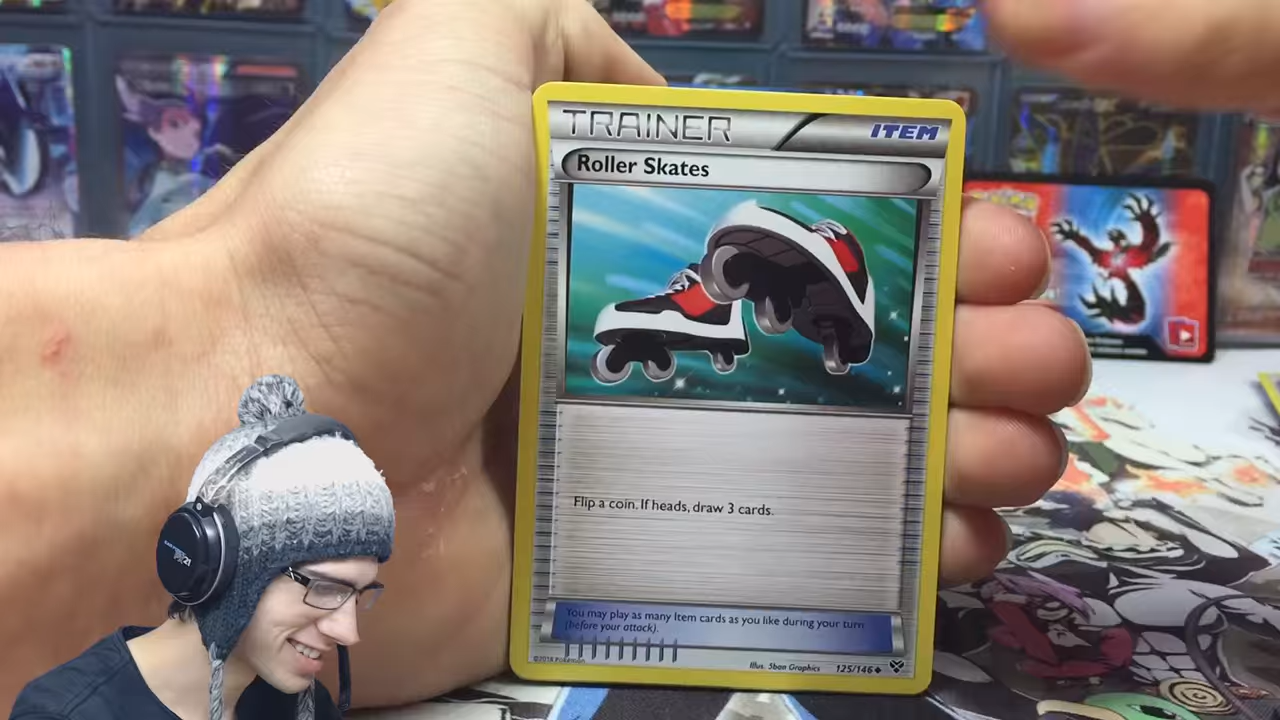 TRAINER
ITEM
Roller Skates
Flip a coin. If heads, draw 3 cards.
You may play as many Item cards as you like during your turn
(before your attack).
Illus. 5ban Graphics
125/146